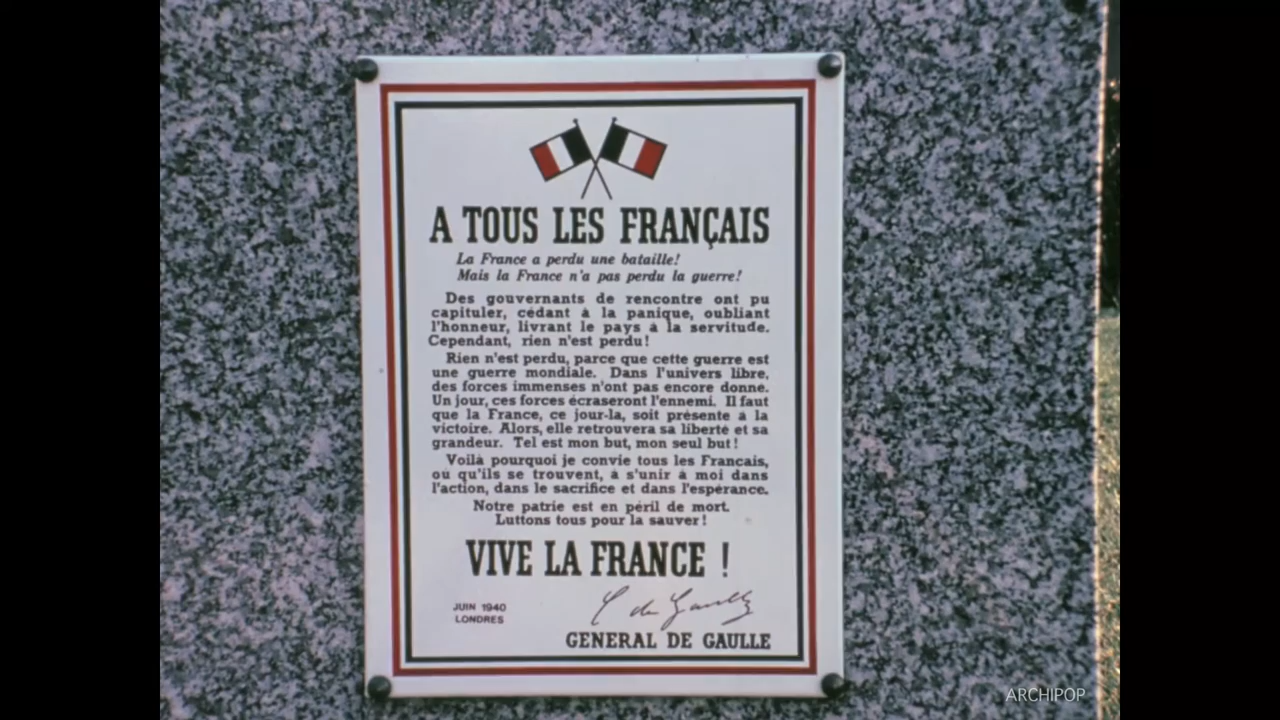 A TOUS LES FRANÇAIS
La France a perdu une bataille!
Mais la France n'a pas perdu la guerre!
Des gouvernants de rencontre ont pu
capituler, cédant à la panique, oubliant
l'honneur, livrant le pays à la servitude.
Cependant, rien n'est perdu!
Rien n'est perdu, parce que cette guerre est
une guerre mondiale. Dans l'univers libre,
des forces immenses n'ont pas encore donne.
Un jour, ces forces écraseront l'ennemi. Il faut
que la France, ce jour-la, soit présente à la
victoire. Alors, elle retrouvera sa liberté et sa
grandeur. Tel est mon but, mon seul but!
Voilà pourquoi je convie tous les Francais,
où qu'ils se trouvent, à s'unir à moi dans
l'action, dans le sacrifice et dans l'espérance.
Notre patrie est en péril de mort.
Luttons tous pour la sauver!
VIVE LA FRANCE !
C de Gaulle
JUIN 1940
LONDRES
GENERAL DE GAULLE
ARCHIPOP